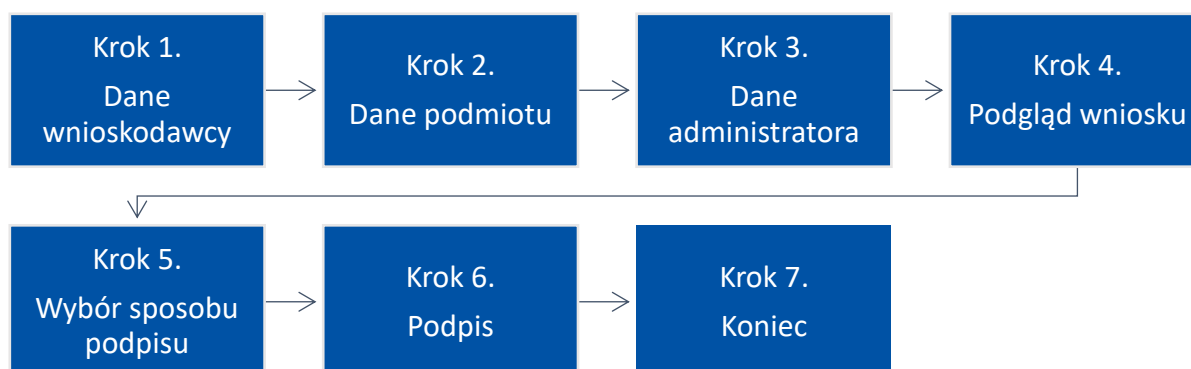 Krok 1.
Dane
wnioskodawcy
Krok 2.
Dane podmiotu
Krok 3.
Dane
administratora
Krok 4.
Podgląd wniosku
Krok 5.
Wybór sposobu
podpisu
Krok 6.
Podpis
Krok 7.
Koniec